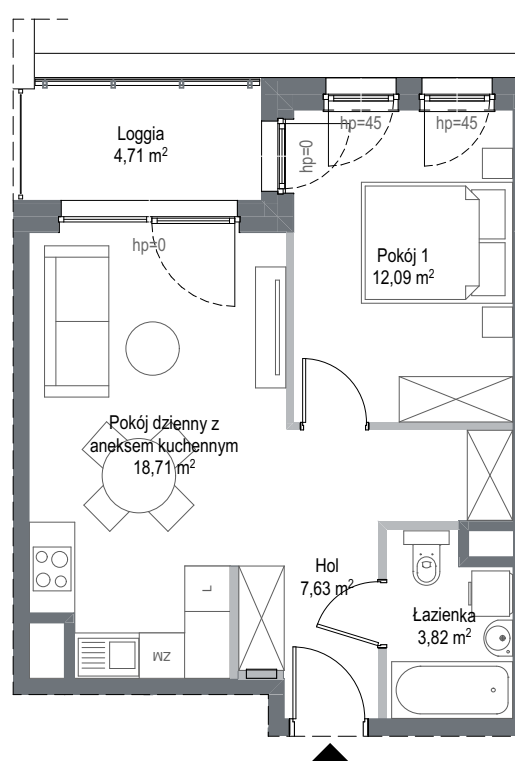 Loggia
4,71 m²
hp=45
hp=45
hp=0
hp=0
Pokój 1
12,09 m²
Pokój dzienny z
aneksem kuchennym
18,71 m²
Hol
7,63 m²
Łazienka
3,82 m²
L
ZM